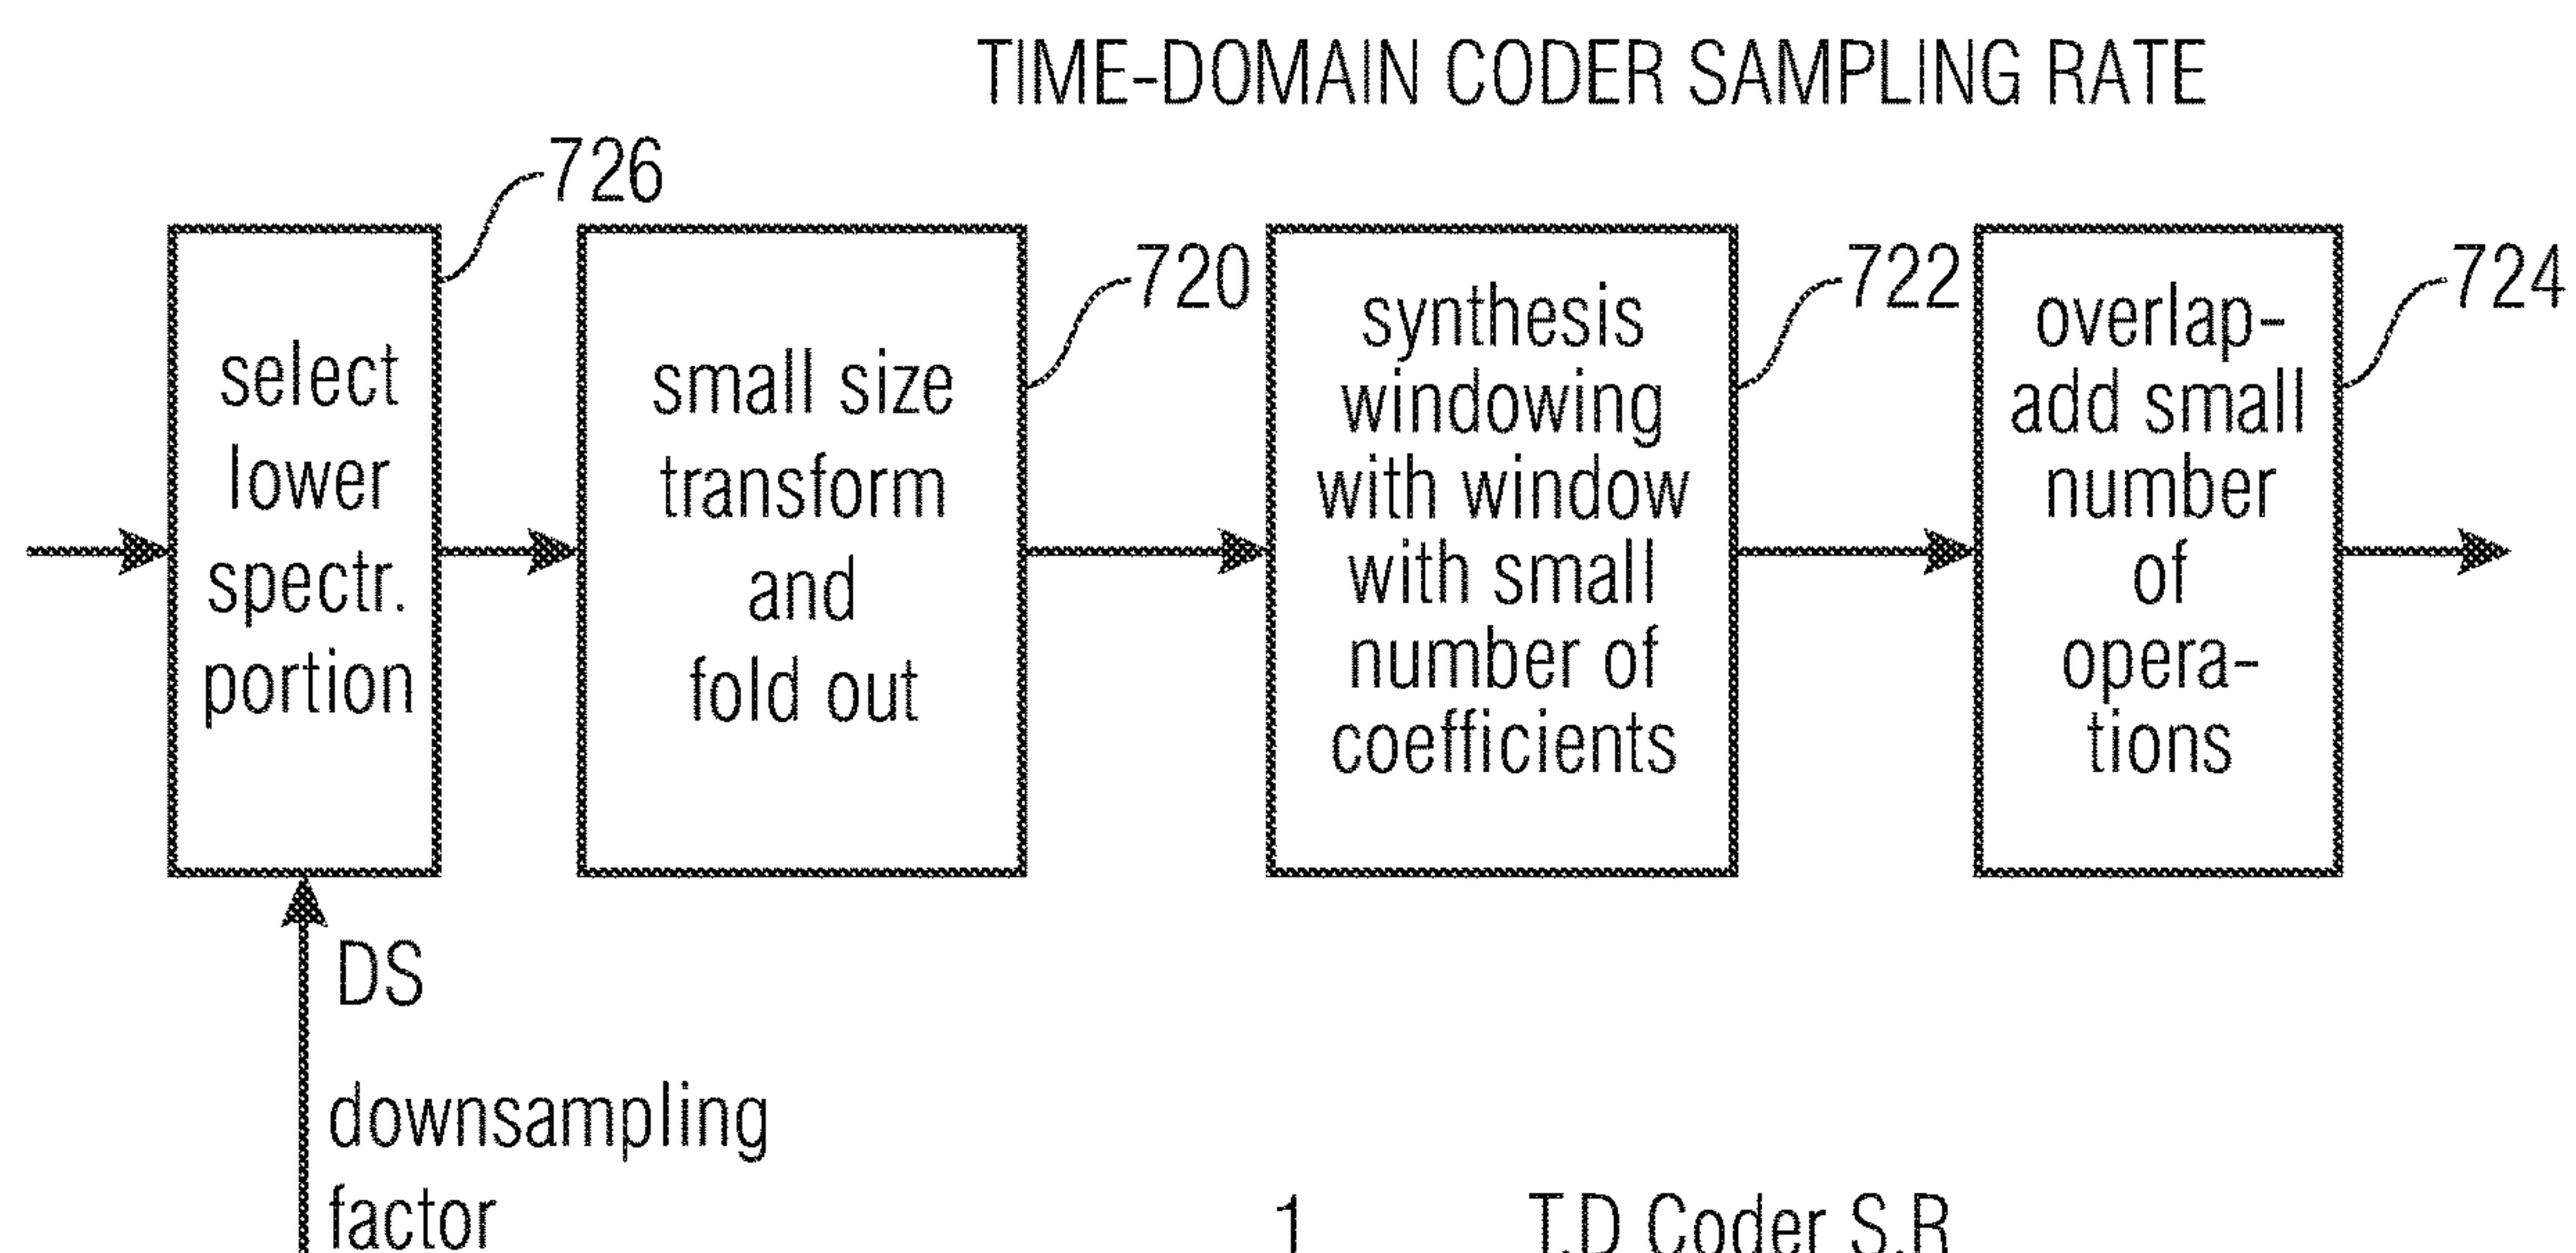 TIME-DOMAIN CODER SAMPLING RATE
726
select
lower
spectr.
portion
720
small size
transform
and
fold out
722
synthesis
windowing
with window
with small
number of
coefficients
724
overlap-
add small
number
of
opera-
tions
DS
downsampling
factor
1 T.D Coder S.R